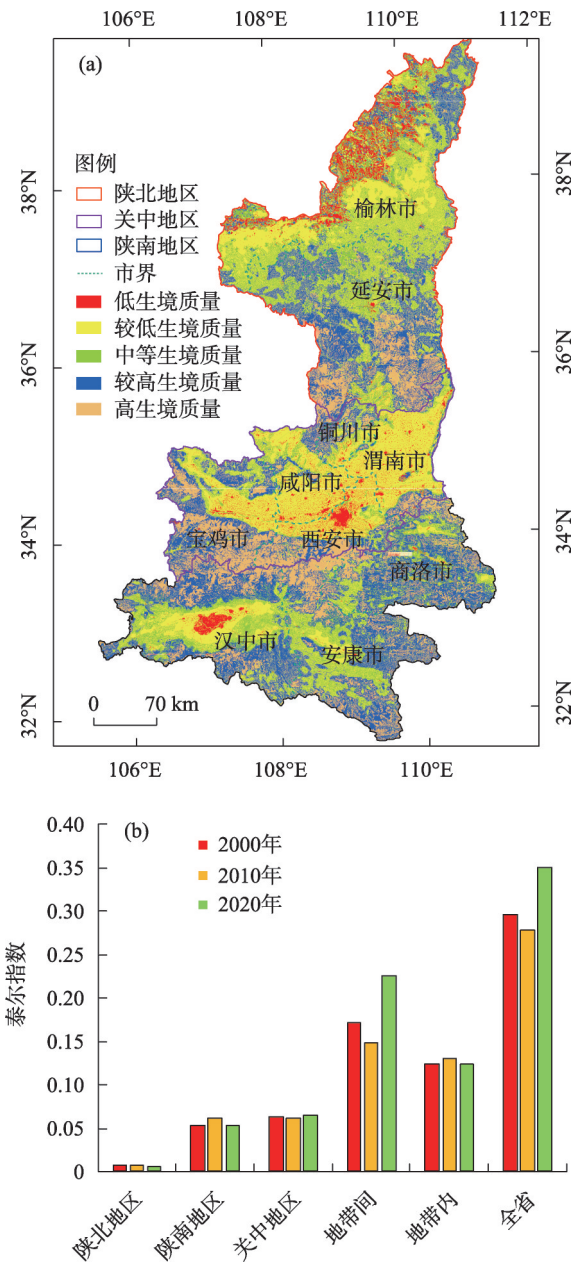 106°E 108°E 110°E 112°E
(a)
图例
陕北地区
关中地区
陕南地区
市界
低生境质量
较低生境质量
中等生境质量
较高生境质量
高生境质量
榆林市
延安市
铜川市
渭南市
咸阳市
宝鸡市
西安市
商洛市
汉中市
安康市
38°N
36°N
34°N
32°N
38°N
36°N
34°N
32°N
0 70 km
106°E 108°E 110°E
(b)
2000年
2010年
2020年
泰尔指数
0.40
0.35
0.30
0.25
0.20
0.15
0.10
0.05
0
陕北地区 陕南地区 关中地区 地带间 地带内 全省